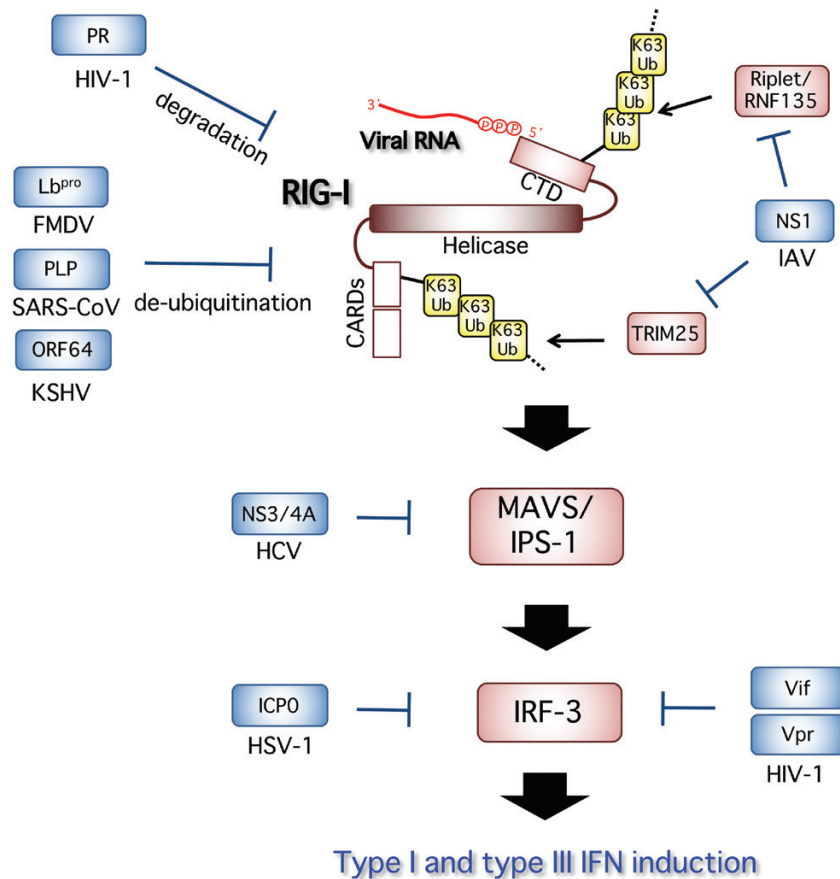 PR
HIV-1
degradation
3'
PPP
5'
Viral RNA
K63
Ub
K63
Ub
K63
Ub
Riplet/
RNF135
CTD
RIG-I
Helicase
Lbpro
FMDV
PLP
SARS-CoV
ORF64
KSHV
de-ubiquitination
CARDs
K63
Ub
K63
Ub
K63
Ub
NS1
IAV
TRIM25
NS3/4A
HCV
MAVS/
IPS-1
ICP0
HSV-1
IRF-3
Vif
Vpr
HIV-1
Type I and type III IFN induction